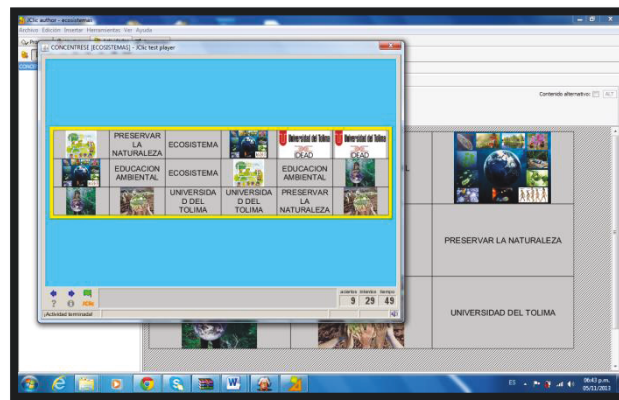 JClic author - ecosistemas
Archivo Edición Insertar Herramientas Ver Ayuda
CONCENTRESE [ECOSISTEMAS] - JClic test player
Contenido alternativo: ALT
PRESERVAR
LA
NATURALEZA
ECOSISTEMA
Universidad del Tolima
IDEAD
Universidad del Tolima
IDEAD
EDUCACION
AMBIENTAL
ECOSISTEMA
EDUCACION
AMBIENTAL
UNIVERSIDA
D DEL
TOLIMA
UNIVERSIDA
D DEL
TOLIMA
PRESERVAR
LA
NATURALEZA
PRESERVAR LA NATURALEZA
UNIVERSIDAD DEL TOLIMA
aciertos intentos tiempo
9 29 49
¡Actividad terminada!
ES
06:43 p.m.
05/11/2013